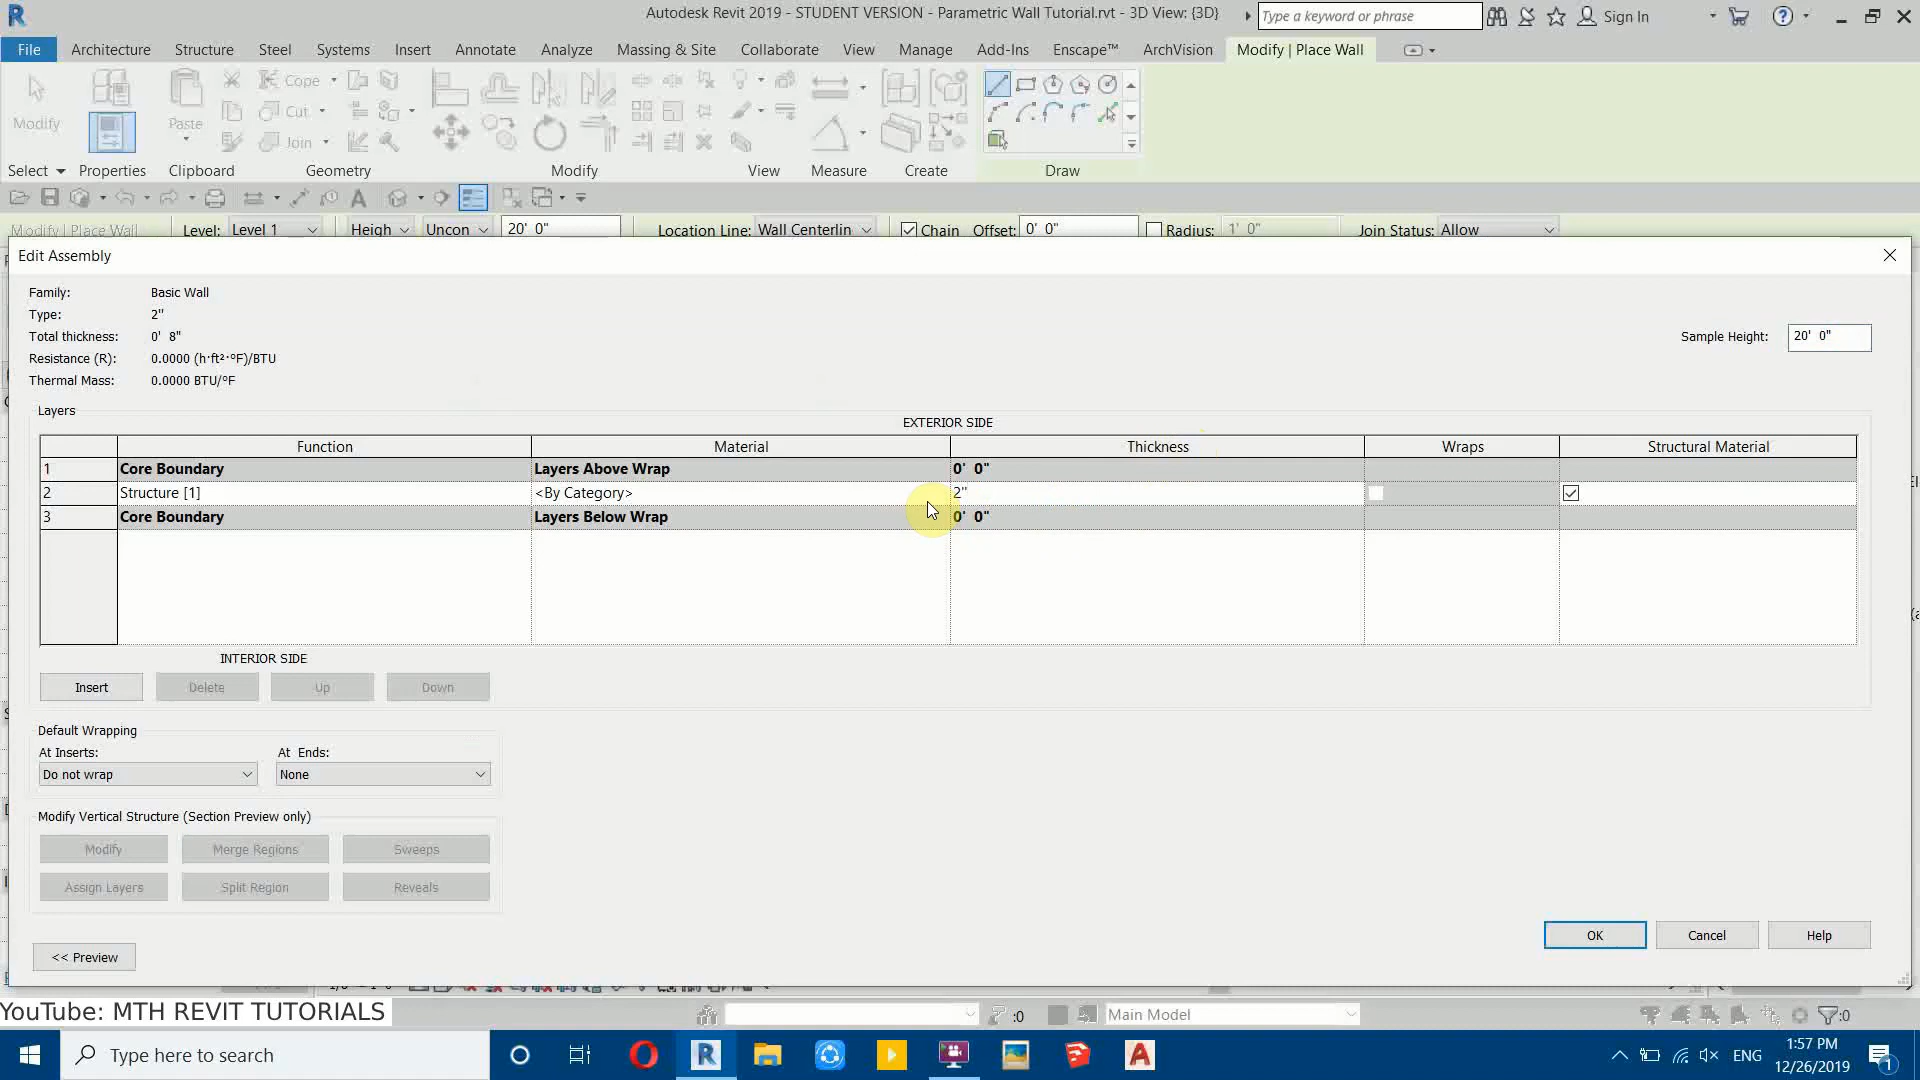 Autodesk Revit 2019 - STUDENT VERSION - Parametric Wall Tutorial.rvt - 3D View: {3D}
Type a keyword or phrase
Sign In
File Architecture Structure Steel Systems Insert Annotate Analyze Massing & Site Collaborate View Manage Add-Ins Enscape™ ArchVision Modify | Place Wall
Modify Paste Cope Cut Join
Select Properties Clipboard Geometry Modify View Measure Create Draw
Modify | Place Wall Level: Level 1 Heigh Uncon 20' 0" Location Line: Wall Centerlin Chain Offset: 0' 0" Radius: 1' 0" Join Status: Allow
Edit Assembly
Family: Basic Wall
Type: 2"
Total thickness: 0' 8"
Sample Height: 20' 0"
Resistance (R): 0.0000 (h·ft²·°F)/BTU
Thermal Mass: 0.0000 BTU/°F
Layers
EXTERIOR SIDE
Function Material Thickness Wraps Structural Material
1 Core Boundary Layers Above Wrap 0' 0"
2 Structure [1] <By Category> 2"
3 Core Boundary Layers Below Wrap 0' 0"
INTERIOR SIDE
Insert Delete Up Down
Default Wrapping
At Inserts: At Ends:
Do not wrap None
Modify Vertical Structure (Section Preview only)
Modify Merge Regions Sweeps
Assign Layers Split Region Reveals
OK Cancel Help
<< Preview
YouTube: MTH REVIT TUTORIALS
:0 Main Model :0
Type here to search
ENG
1:57 PM
12/26/2019
1